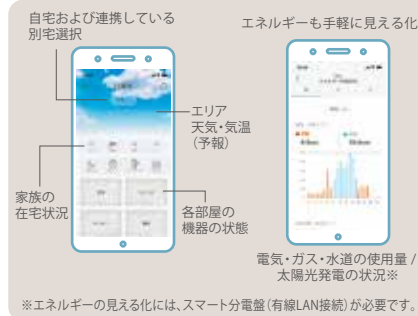 自宅および連携している
別宅選択
エリア
天気・気温
（予報）
家族の
在宅状況
各部屋の
機器の状態
エネルギーも手軽に見える化
電気・ガス・水道の使用量 /
太陽光発電の状況※
※エネルギーの見える化には、スマート分電盤（有線LAN接続）が必要です。